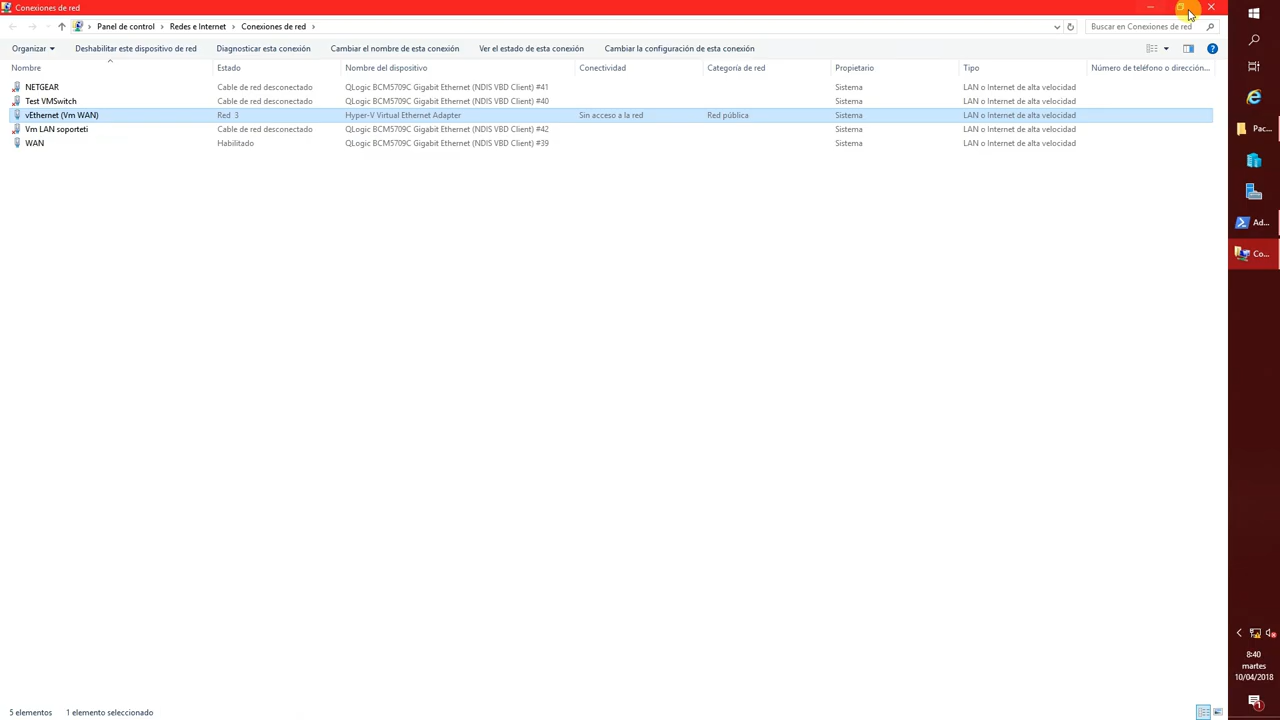 Conexiones de red
Panel de control > Redes e Internet > Conexiones de red >
Buscar en Conexiones de red
Organizar
Deshabilitar este dispositivo de red
Diagnosticar esta conexión
Cambiar el nombre de esta conexión
Ver el estado de esta conexión
Cambiar la configuración de esta conexión
Nombre Estado Nombre del dispositivo Conectividad Categoría de red Propietario Tipo Número de teléfono o dirección...
NETGEAR Cable de red desconectado QLogic BCM5709C Gigabit Ethernet (NDIS VBD Client) #41 Sistema LAN o Internet de alta velocidad
Test VMSwitch Cable de red desconectado QLogic BCM5709C Gigabit Ethernet (NDIS VBD Client) #40 Sistema LAN o Internet de alta velocidad
vEthernet (Vm WAN) Red 3 Hyper-V Virtual Ethernet Adapter Sin acceso a la red Red pública Sistema LAN o Internet de alta velocidad
Vm LAN soporteti Cable de red desconectado QLogic BCM5709C Gigabit Ethernet (NDIS VBD Client) #42 Sistema LAN o Internet de alta velocidad
WAN Habilitado QLogic BCM5709C Gigabit Ethernet (NDIS VBD Client) #39 Sistema LAN o Internet de alta velocidad
5 elementos 1 elemento seleccionado
Pac...
Ad...
Co...
8:40
martes
10/04/2018
1